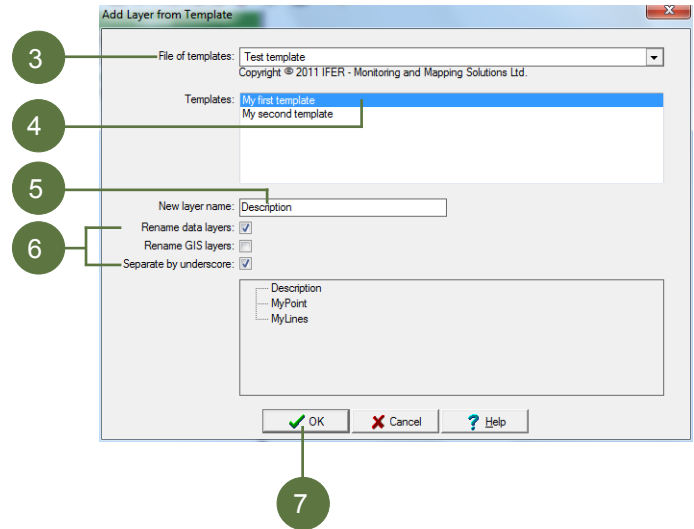 Add Layer from Template
3
File of templates: Test template
Copyright © 2011 IFER - Monitoring and Mapping Solutions Ltd.
4
Templates: My first template
My second template
5
New layer name: Description
6
Rename data layers:
Rename GIS layers:
Separate by underscore:
Description
MyPoint
MyLines
OK Cancel ? Help
7